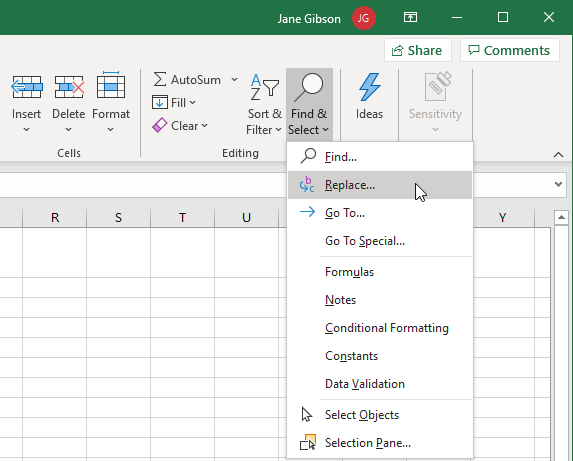 Jane Gibson JG
Share Comments
Insert Delete Format
AutoSum
Fill
Clear
Sort &
Filter
Find &
Select
Ideas
Sensitivity
Cells Editing
Find...
Replace...
Go To...
Go To Special...
Formulas
Notes
Conditional Formatting
Constants
Data Validation
Select Objects
Selection Pane...
R S T U Y